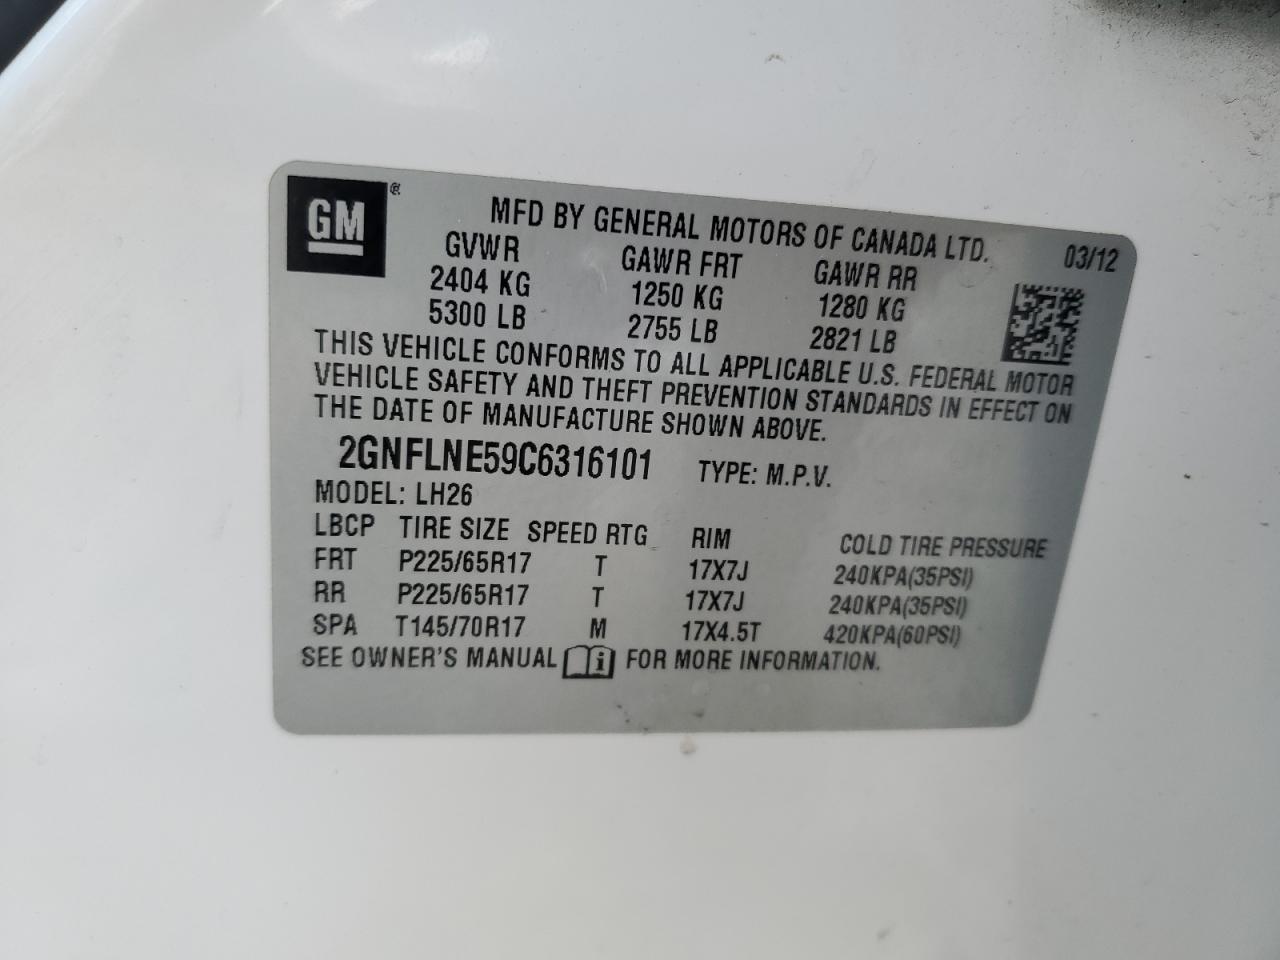 GM ®
MFD BY GENERAL MOTORS OF CANADA LTD. 03/12
GVWR GAWR FRT GAWR RR
2404 KG 1250 KG 1280 KG
5300 LB 2755 LB 2821 LB
THIS VEHICLE CONFORMS TO ALL APPLICABLE U.S. FEDERAL MOTOR
VEHICLE SAFETY AND THEFT PREVENTION STANDARDS IN EFFECT ON
THE DATE OF MANUFACTURE SHOWN ABOVE.
2GNFLNE59C6316101 TYPE: M.P.V.
MODEL: LH26
LBCP TIRE SIZE SPEED RTG RIM COLD TIRE PRESSURE
FRT P225/65R17 T 17X7J 240KPA(35PSI)
RR P225/65R17 T 17X7J 240KPA(35PSI)
SPA T145/70R17 M 17X4.5T 420KPA(60PSI)
SEE OWNER'S MANUAL i FOR MORE INFORMATION.